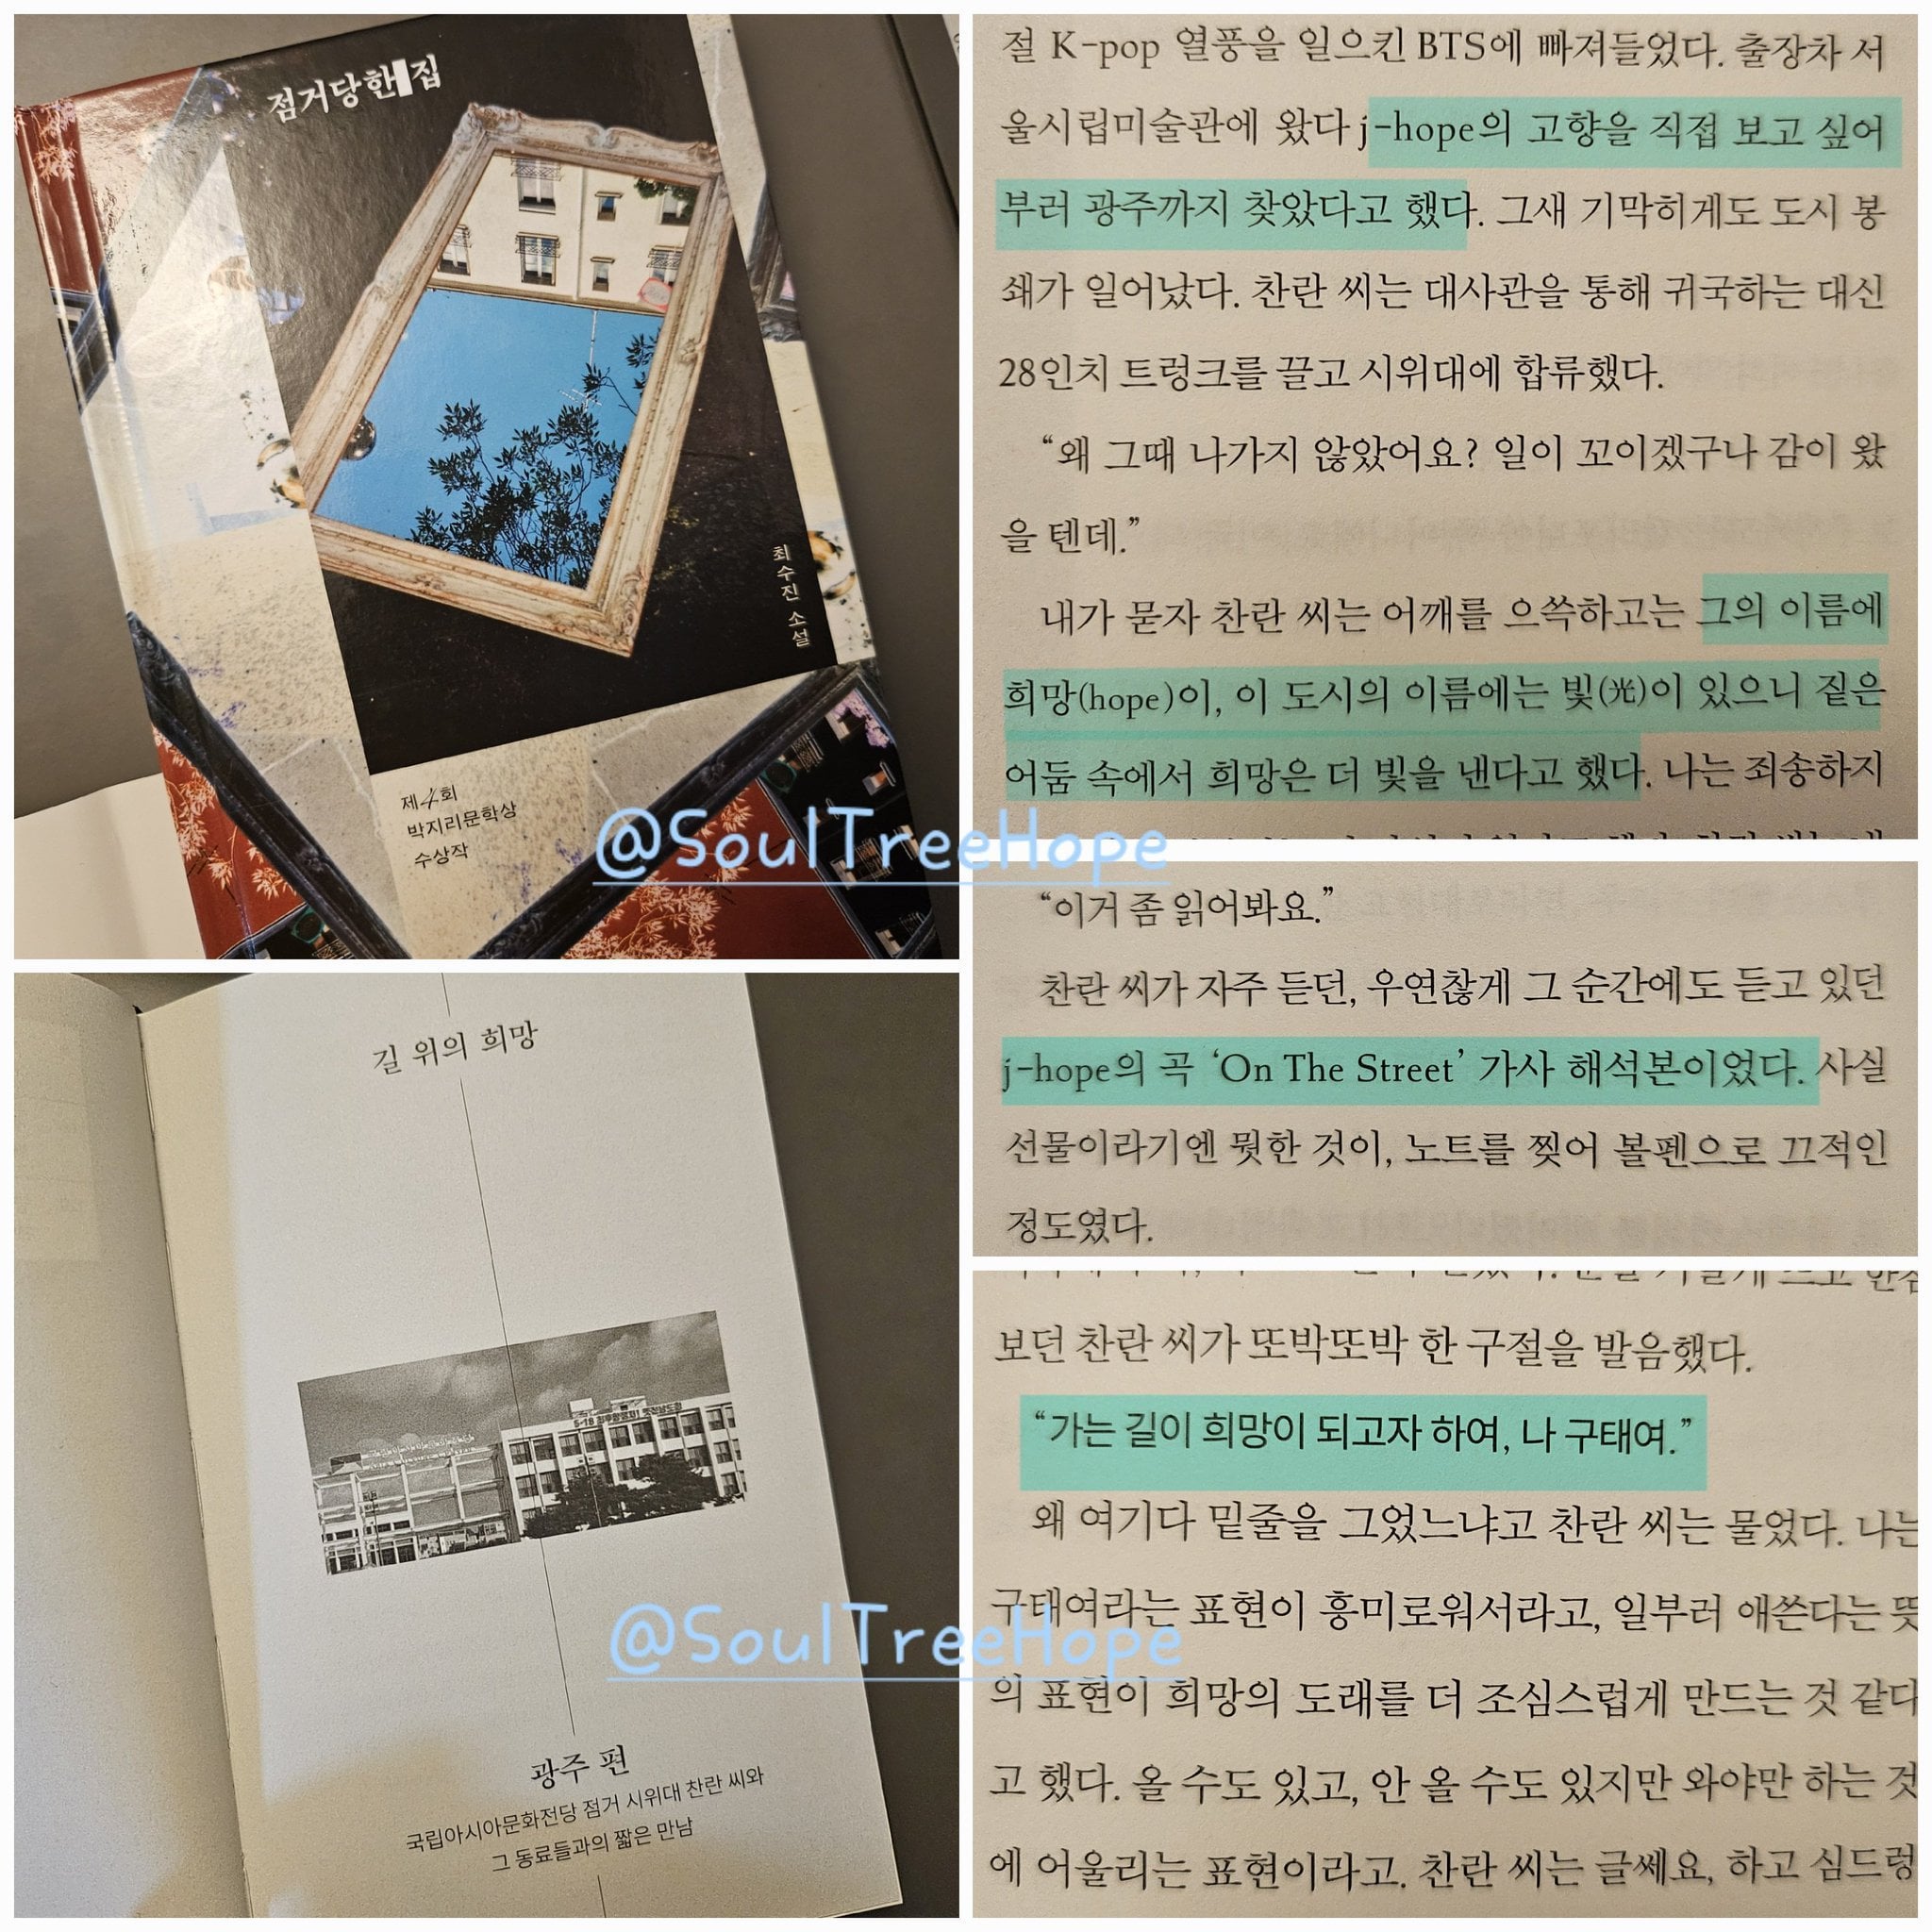 점거당한 집
최수진 소설
제4회
박지리문학상
수상작
@SoulTreeHope
길 위의 희망
광주 편
국립아시아문화전당 점거 시위대 찬란 씨와
그 동료들과의 짧은 만남
@SoulTreeHope
절 K-pop 열풍을 일으킨 BTS에 빠져들었다. 출장차 서
울시립미술관에 왔다 j-hope의 고향을 직접 보고 싶어
부러 광주까지 찾았다고 했다. 그새 기막히게도 도시 봉
쇄가 일어났다. 찬란 씨는 대사관을 통해 귀국하는 대신
28인치 트렁크를 끌고 시위대에 합류했다.
“왜 그때 나가지 않았어요? 일이 꼬이겠구나 감이 왔
을 텐데.”
내가 묻자 찬란 씨는 어깨를 으쓱하고는 그의 이름에
희망(hope)이, 이 도시의 이름에는 빛(光)이 있으니 짙은
어둠 속에서 희망은 더 빛을 낸다고 했다. 나는 죄송하지
“이거 좀 읽어봐요.”
찬란 씨가 자주 듣던, 우연찮게 그 순간에도 듣고 있던
j-hope의 곡 ‘On The Street’ 가사 해석본이었다. 사실
선물이라기엔 뭣한 것이, 노트를 찢어 볼펜으로 끄적인
정도였다.
보던 찬란 씨가 또박또박 한 구절을 발음했다.
“가는 길이 희망이 되고자 하여, 나 구태여.”
왜 여기다 밑줄을 그었느냐고 찬란 씨는 물었다. 나는
구태여라는 표현이 흥미로워서라고, 일부러 애쓴다는 뜻
의 표현이 희망의 도래를 더 조심스럽게 만드는 것 같다
고 했다. 올 수도 있고, 안 올 수도 있지만 와야만 하는 것
에 어울리는 표현이라고. 찬란 씨는 글쎄요, 하고 심드렁